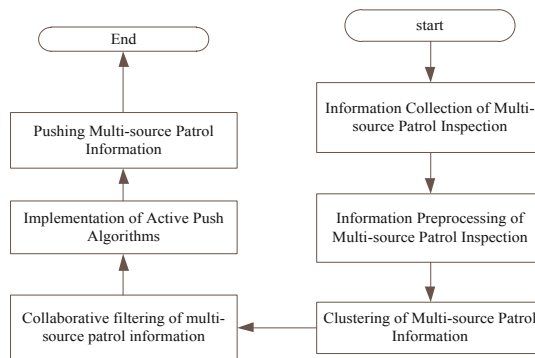 start
Information Collection of Multi-
source Patrol Inspection
Information Preprocessing of
Multi-source Patrol Inspection
Clustering of Multi-source Patrol
Information
Collaborative filtering of multi-
source patrol information
Implementation of Active Push
Algorithms
Pushing Multi-source Patrol
Information
End